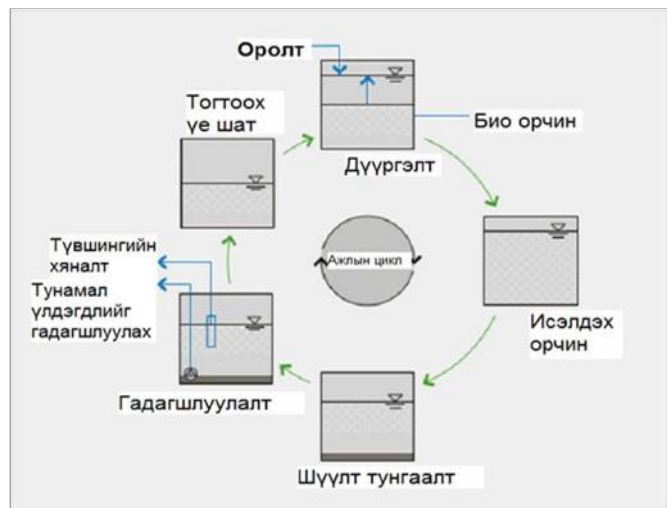 Оролт
Тогтоох
үе шат
Био орчин
Дүүргэлт
Түвшингийн
хяналт
Ажлын цикл
Тунамал
үлдэгдлийг
гадагшлуулах
Исэлдэх
орчин
Гадагшлуулалт
Шүүлт тунгаалт